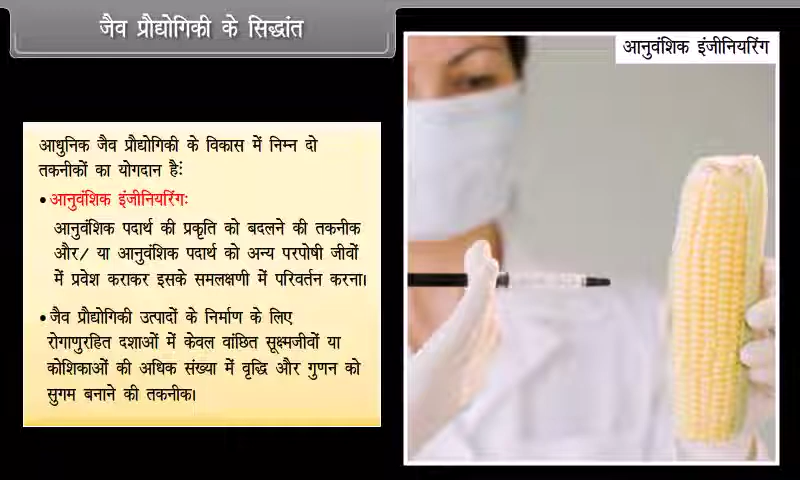 जैव प्रौद्योगिकी के सिद्धांत
आनुवंशिक इंजीनियरिंग
आधुनिक जैव प्रौद्योगिकी के विकास में निम्न दो
तकनीकों का योगदान है:
• आनुवंशिक इंजीनियरिंग:
आनुवंशिक पदार्थ की प्रकृति को बदलने की तकनीक
और/ या आनुवंशिक पदार्थ को अन्य परपोषी जीवों
में प्रवेश कराकर इसके समलक्षणी में परिवर्तन करना।
• जैव प्रौद्योगिकी उत्पादों के निर्माण के लिए
रोगाणुरहित दशाओं में केवल वांछित सूक्ष्मजीवों या
कोशिकाओं की अधिक संख्या में वृद्धि और गुणन को
सुगम बनाने की तकनीक।